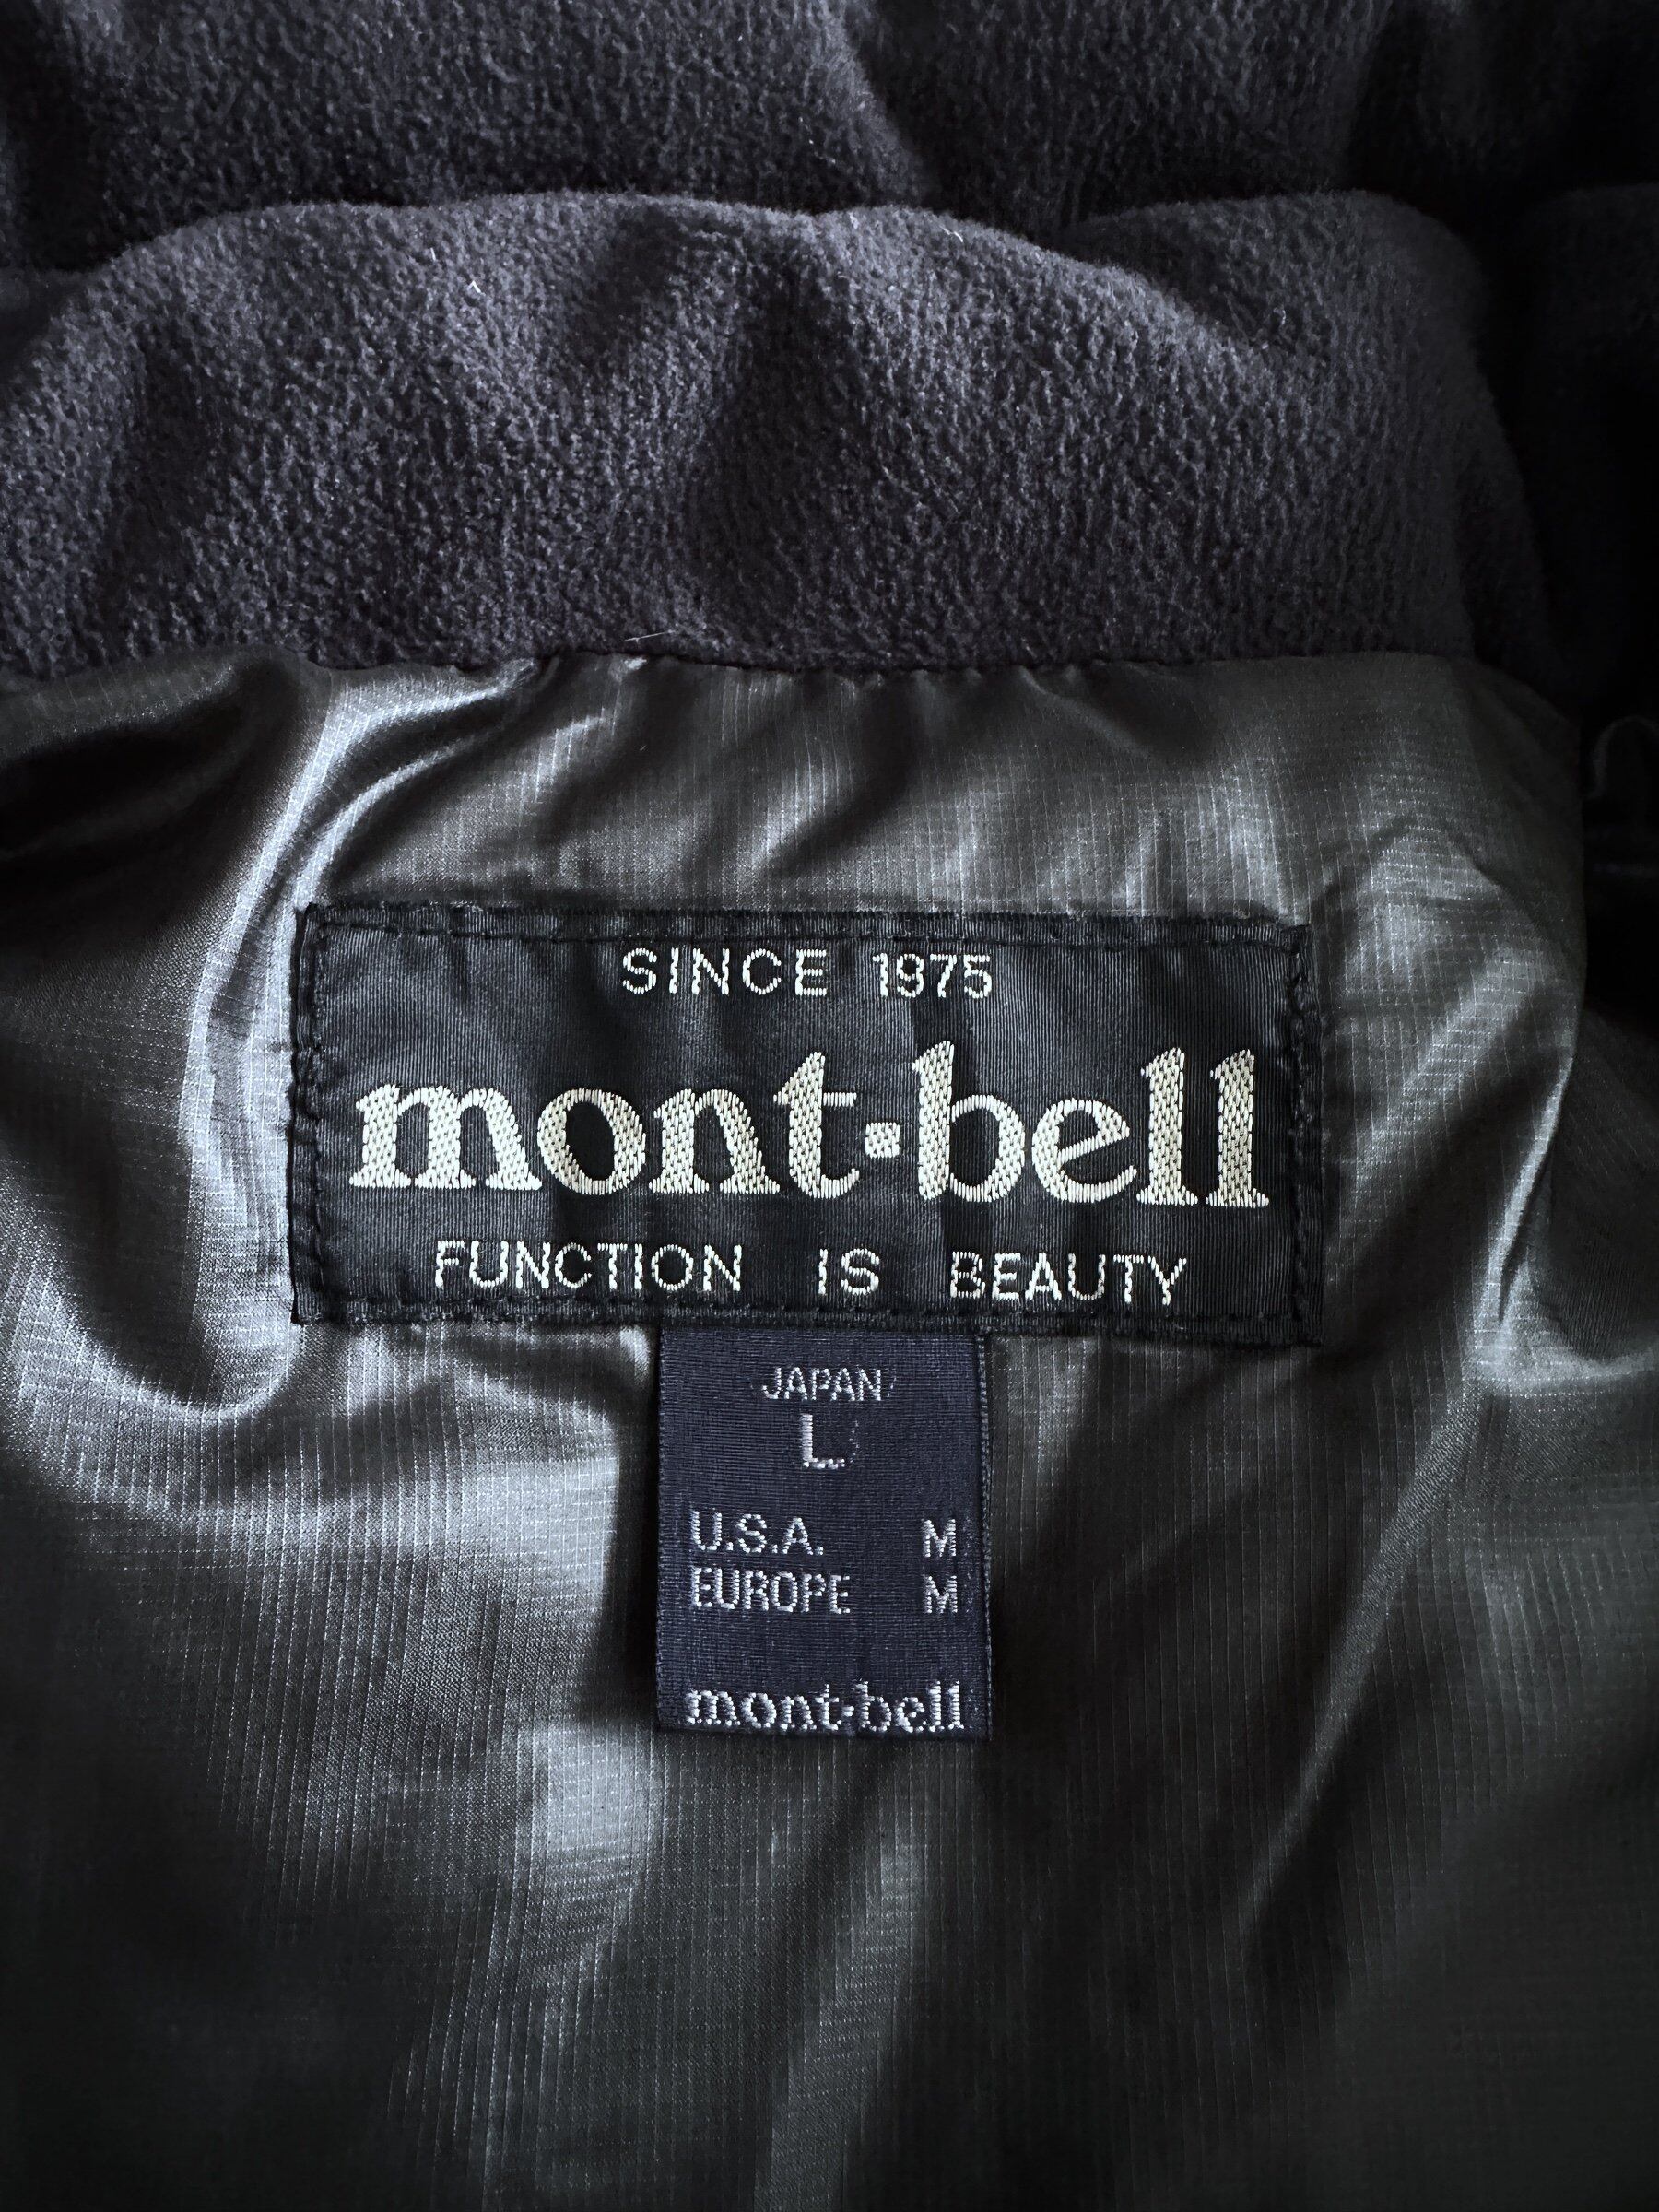 SINCE 1975
mont-bell
FUNCTION IS BEAUTY
JAPAN
L
U.S.A. M
EUROPE M
mont-bell